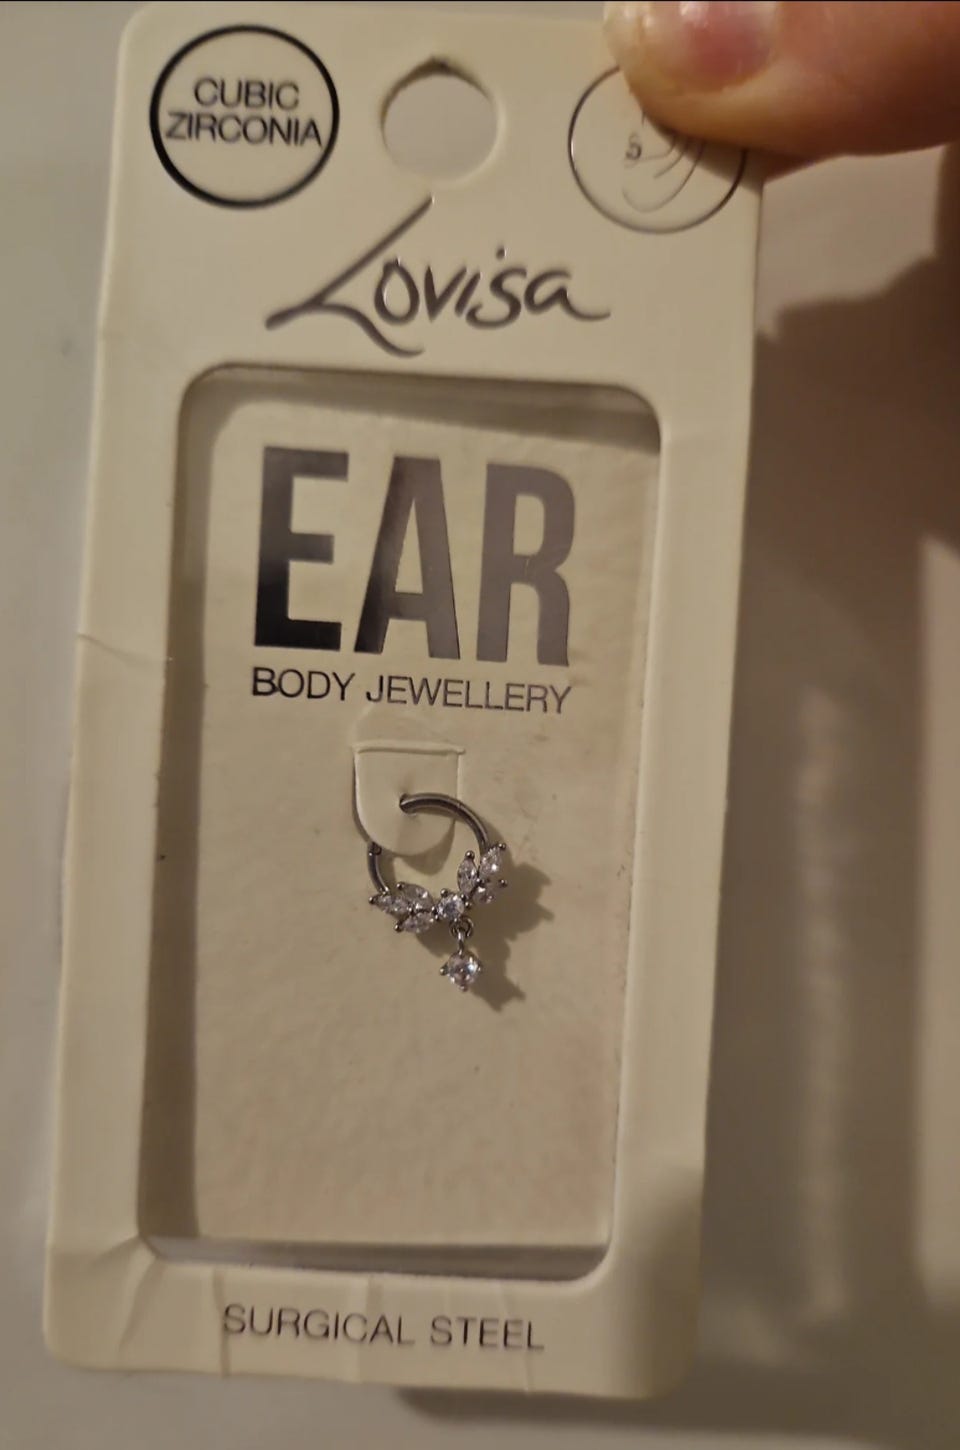 CUBIC
ZIRCONIA
Lovisa
EAR
BODY JEWELLERY
SURGICAL STEEL